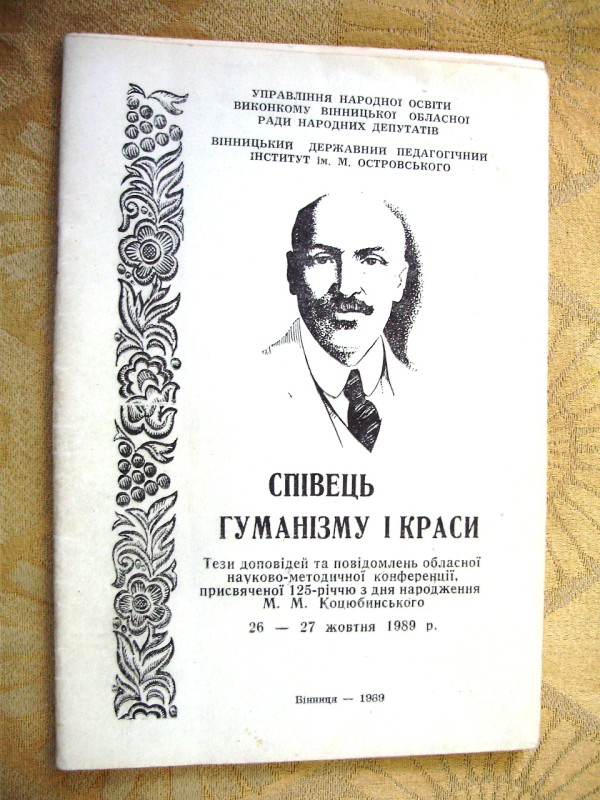 УПРАВЛІННЯ НАРОДНОЇ ОСВІТИ
ВИКОНКОМУ ВІННИЦЬКОЇ ОБЛАСНОЇ
РАДИ НАРОДНИХ ДЕПУТАТІВ
ВІННИЦЬКИЙ ДЕРЖАВНИЙ ПЕДАГОГІЧНИЙ
ІНСТИТУТ ім. М. ОСТРОВСЬКОГО
СПІВЕЦЬ
ГУМАНІЗМУ І КРАСИ
Тези доповідей та повідомлень обласної
науково-методичної конференції,
присвяченої 125-річчю з дня народження
М. М. Коцюбинського
26 — 27 жовтня 1989 р.
Вінниця — 1989